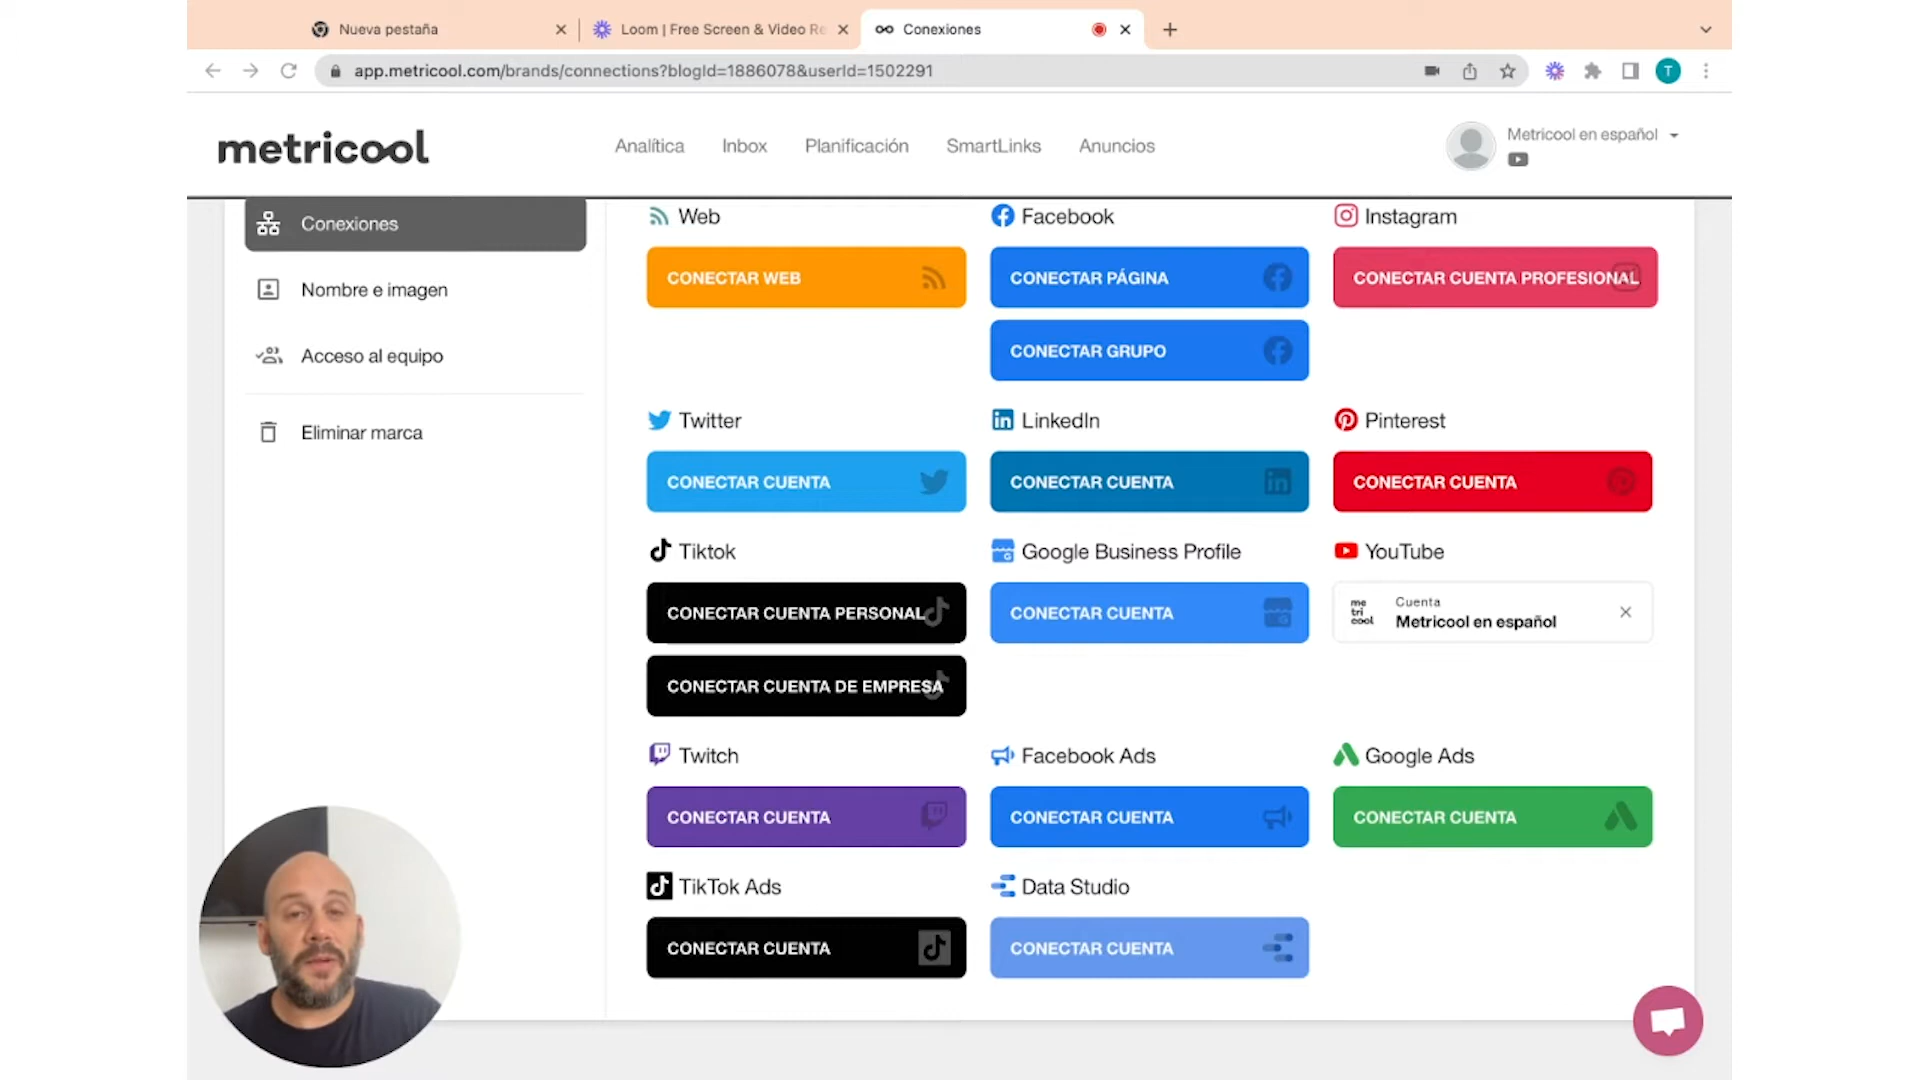 Nueva pestaña
Loom | Free Screen & Video Re
Conexiones
app.metricool.com/brands/connections?blogId=1886078&userId=1502291
T
metricool
Analítica
Inbox
Planificación
SmartLinks
Anuncios
Metricool en español
Conexiones
Nombre e imagen
Acceso al equipo
Eliminar marca
Web
CONECTAR WEB
Facebook
CONECTAR PÁGINA
CONECTAR GRUPO
Instagram
CONECTAR CUENTA PROFESIONAL
Twitter
CONECTAR CUENTA
LinkedIn
CONECTAR CUENTA
Pinterest
CONECTAR CUENTA
Tiktok
CONECTAR CUENTA PERSONAL
CONECTAR CUENTA DE EMPRESA
Google Business Profile
CONECTAR CUENTA
YouTube
me
tri
cool
Cuenta
Metricool en español
Twitch
CONECTAR CUENTA
Facebook Ads
CONECTAR CUENTA
Google Ads
CONECTAR CUENTA
TikTok Ads
CONECTAR CUENTA
Data Studio
CONECTAR CUENTA